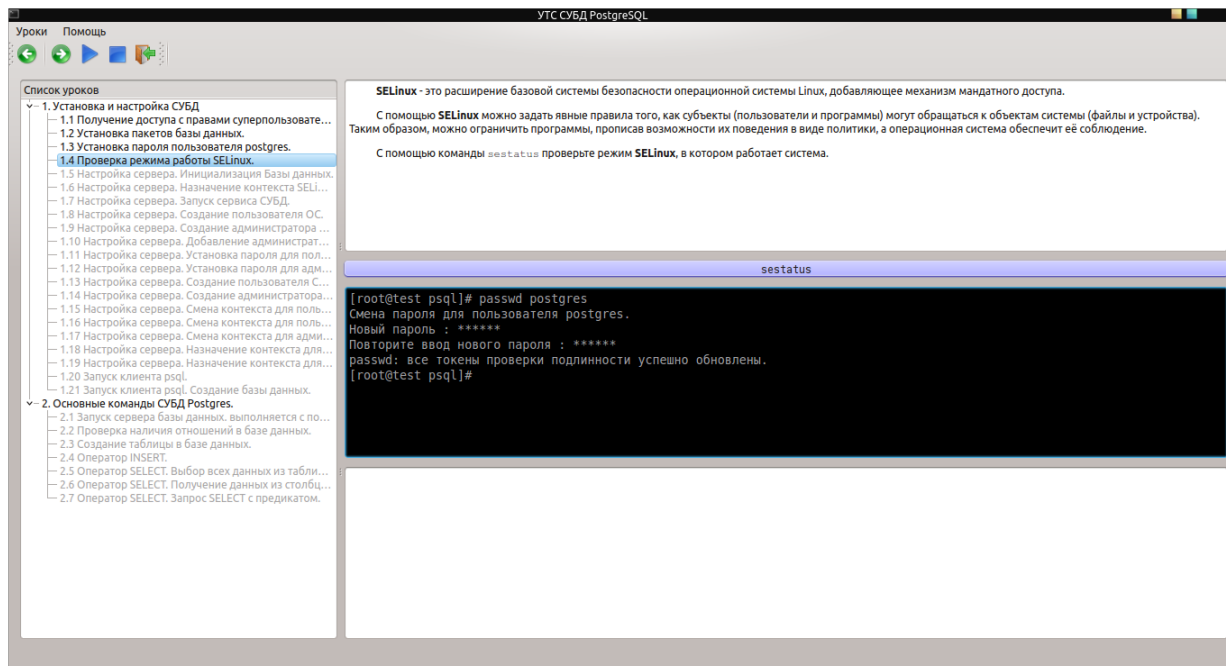 УТС СУБД PostgreSQL
Уроки Помощь
Список уроков
1. Установка и настройка СУБД
1.1 Получение доступа с правами суперпользовате...
1.2 Установка пакетов базы данных.
1.3 Установка пароля пользователя postgres.
1.4 Проверка режима работы SELinux.
1.5 Настройка сервера. Инициализация Базы данных.
1.6 Настройка сервера. Назначение контекста SELi...
1.7 Настройка сервера. Запуск сервиса СУБД.
1.8 Настройка сервера. Создание пользователя ОС.
1.9 Настройка сервера. Создание администратора ...
1.10 Настройка сервера. Добавление администрат...
1.11 Настройка сервера. Установка пароля для пол...
1.12 Настройка сервера. Установка пароля для адм...
1.13 Настройка сервера. Создание пользователя С...
1.14 Настройка сервера. Создание администратора...
1.15 Настройка сервера. Смена контекста для поль...
1.16 Настройка сервера. Смена контекста для поль...
1.17 Настройка сервера. Смена контекста для адми...
1.18 Настройка сервера. Назначение контекста для...
1.19 Настройка сервера. Назначение контекста для...
1.20 Запуск клиента psql.
1.21 Запуск клиента psql. Создание базы данных.
2. Основные команды СУБД Postgres.
2.1 Запуск сервера базы данных. выполняется с по...
2.2 Проверка наличия отношений в базе данных.
2.3 Создание таблицы в базе данных.
2.4 Оператор INSERT.
2.5 Оператор SELECT. Выбор всех данных из табли...
2.6 Оператор SELECT. Получение данных из столбц...
2.7 Оператор SELECT. Запрос SELECT с предикатом.
SELinux - это расширение базовой системы безопасности операционной системы Linux, добавляющее механизм мандатного доступа.
С помощью SELinux можно задать явные правила того, как субъекты (пользователи и программы) могут обращаться к объектам системы (файлы и устройства).
Таким образом, можно ограничить программы, прописав возможности их поведения в виде политики, а операционная система обеспечит её соблюдение.
С помощью команды sestatus проверьте режим SELinux, в котором работает система.
sestatus
[root@test psql]# passwd postgres
Смена пароля для пользователя postgres.
Новый пароль : ******
Повторите ввод нового пароля : ******
passwd: все токены проверки подлинности успешно обновлены.
[root@test psql]#